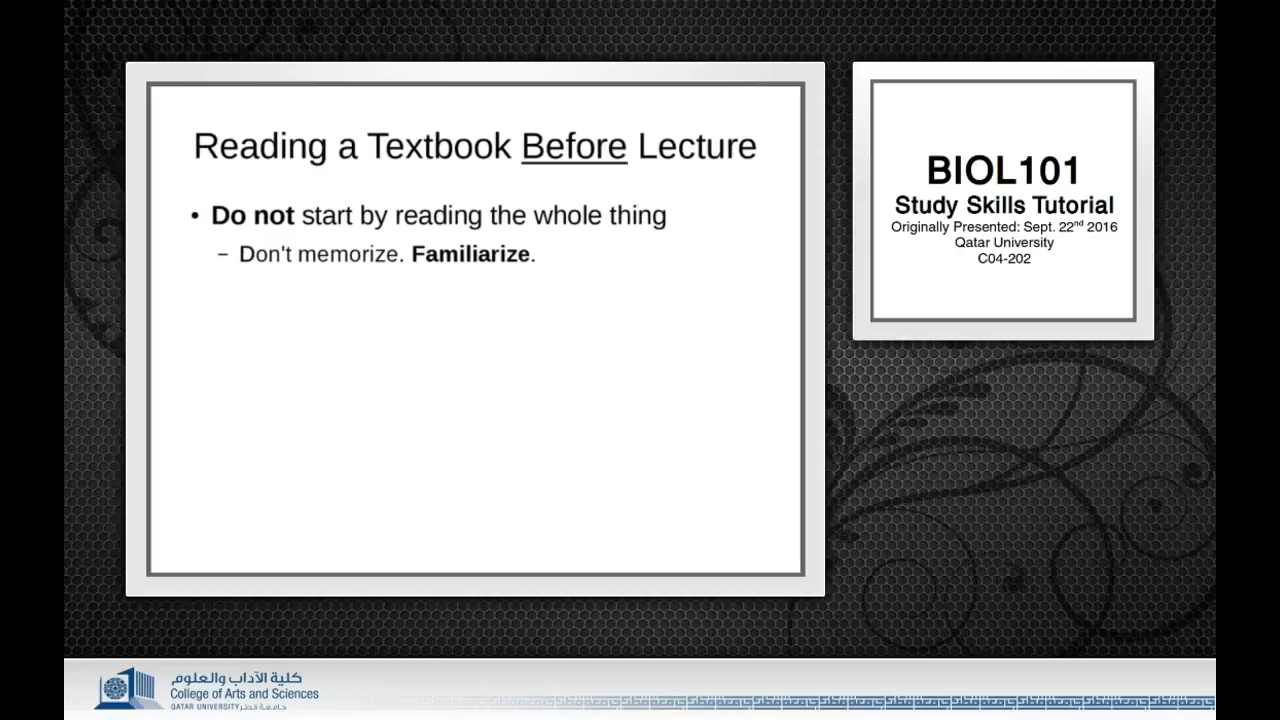 Reading a Textbook Before Lecture
• Do not start by reading the whole thing
– Don't memorize. Familiarize.
BIOL101
Study Skills Tutorial
Originally Presented: Sept. 22nd 2016
Qatar University
C04-202
كلية الآداب والعلوم
College of Arts and Sciences
QATAR UNIVERSITY جامعة قطر